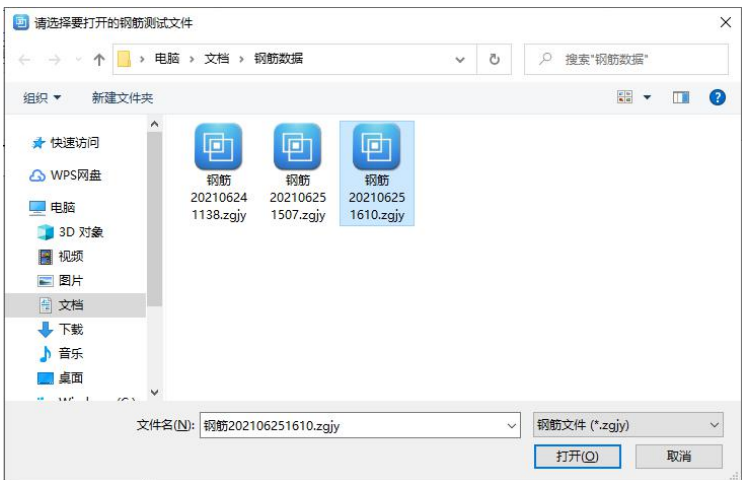 请选择要打开的钢筋测试文件
电脑 › 文档 › 钢筋数据
搜索"钢筋数据"
组织
新建文件夹
快速访问
WPS网盘
电脑
3D 对象
视频
图片
文档
下载
音乐
桌面
钢筋
20210624
1138.zgjy
钢筋
20210625
1507.zgjy
钢筋
20210625
1610.zgjy
文件名(N): 钢筋202106251610.zgjy
钢筋文件 (*.zgjy)
打开(O)
取消